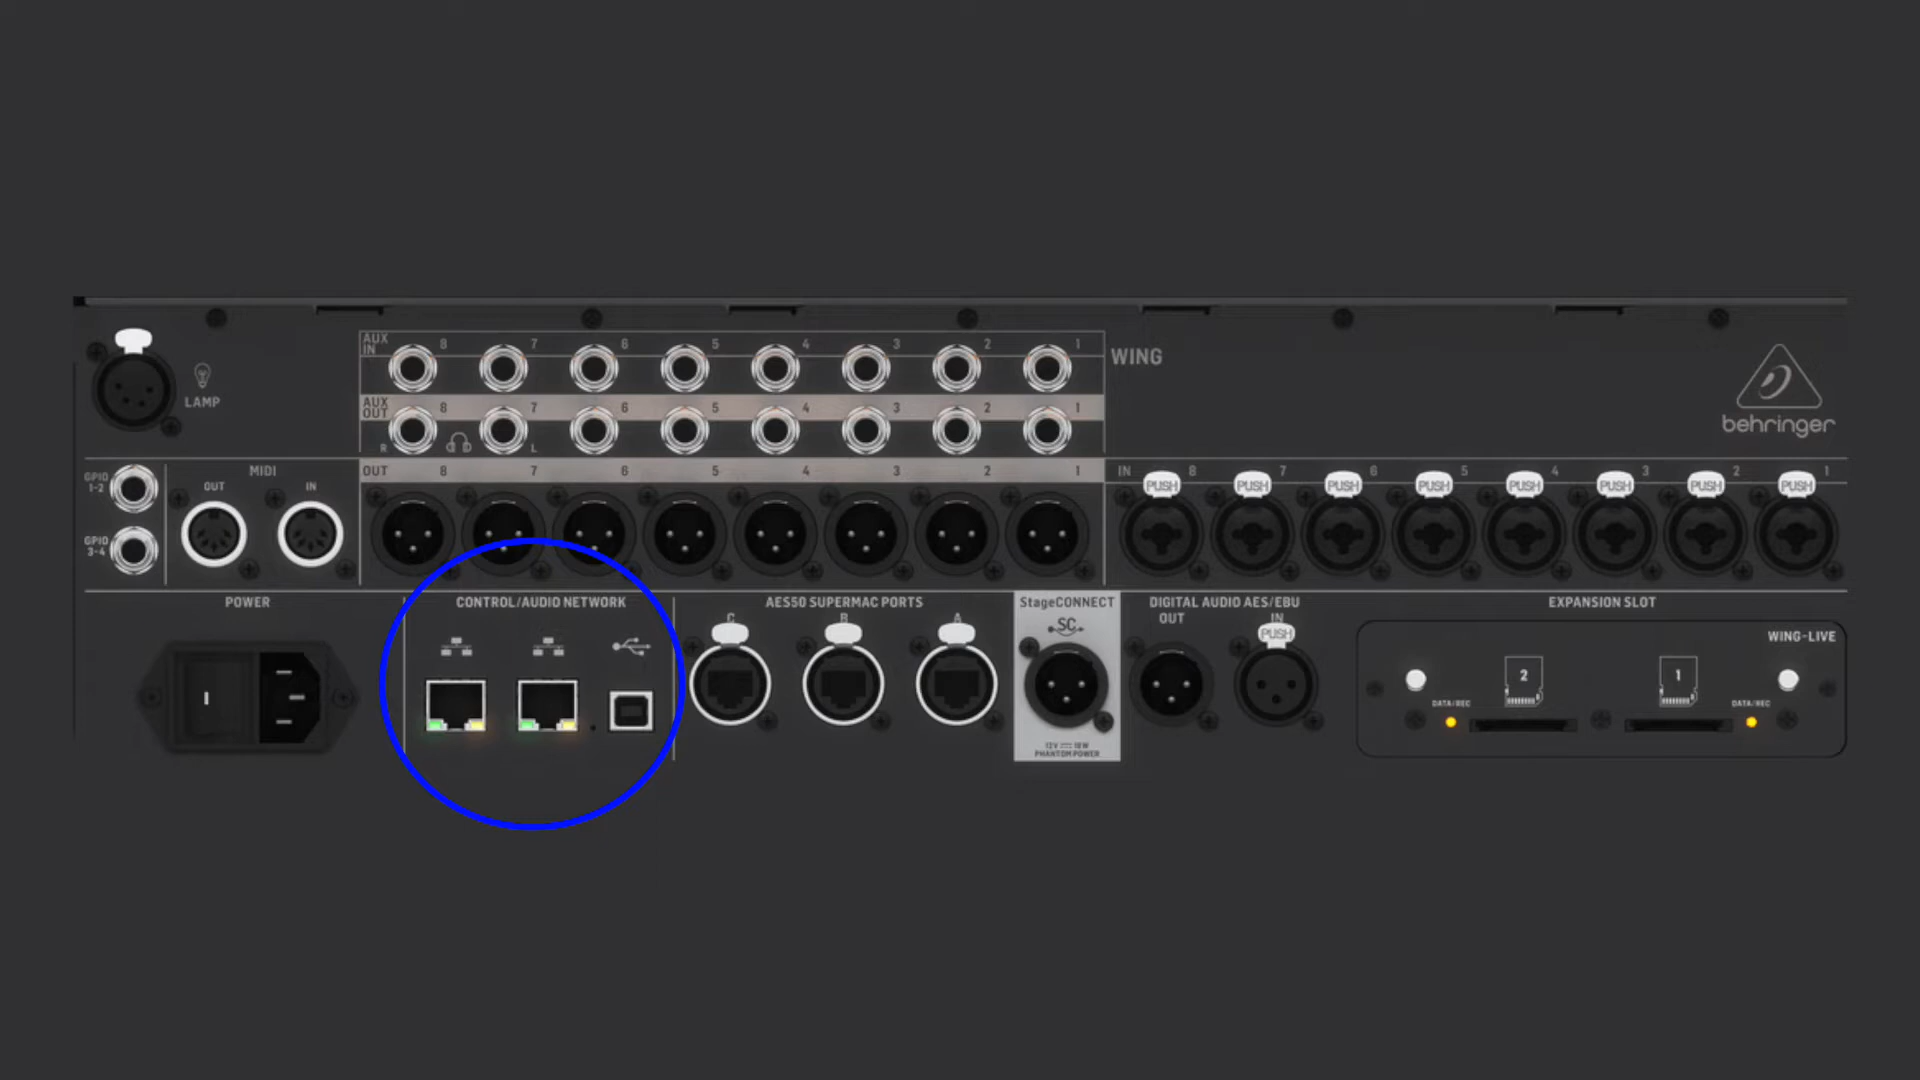 AUX IN 8 7 6 5 4 3 2 1
WING
LAMP
AUX OUT 8 7 6 5 4 3 2 1
R L
behringer
GPIO 1-2
MIDI
OUT IN
OUT 8 7 6 5 4 3 2 1
IN 8 7 6 5 4 3 2 1
PUSH PUSH PUSH PUSH PUSH PUSH PUSH PUSH
GPIO 3-4
POWER
CONTROL/AUDIO NETWORK
AES50 SUPERMAC PORTS
C B A
StageCONNECT
SC
12V 10W
PHANTOM POWER
DIGITAL AUDIO AES/EBU
OUT IN
PUSH
EXPANSION SLOT
WING-LIVE
2 1
DATA/REC DATA/REC
I